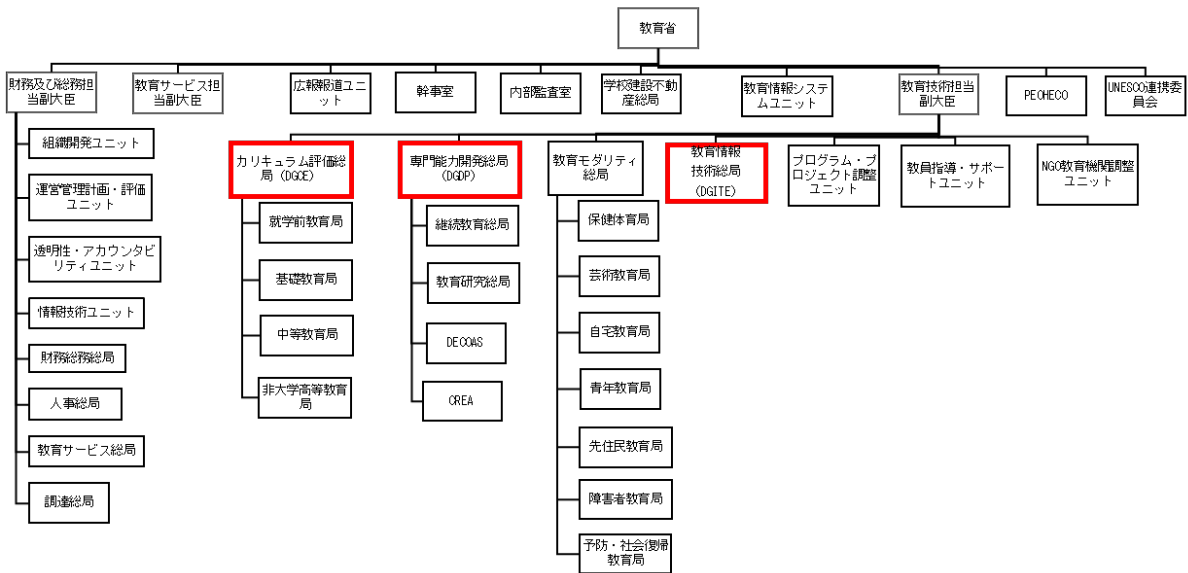 教育省
財務及び総務担
当副大臣
教育サービス担
当副大臣
広報報道ユニ
ット
幹事室
内部監査室
学校建設不動
産総局
教育情報システ
ムユニット
教育技術担当
副大臣
PEOHECO
UNESCO連携委
員会
組織開発ユニット
運営管理計画・評価
ユニット
透明性・アカウンタビ
リティユニット
情報技術ユニット
財務総務総局
人事総局
教育サービス総局
調達総局
カリキュラム評価総
局(DGCE)
就学前教育局
基礎教育局
中等教育局
非大学高等教育
局
専門能力開発総局
(DGDP)
継続教育総局
教育研究総局
DECOAS
CREA
教育モダリティ
総局
保健体育局
芸術教育局
自宅教育局
青年教育局
先住民教育局
障害者教育局
予防・社会復帰
教育局
教育情報
技術総局
(DGITE)
プログラム・プ
ロジェクト調整
ユニット
教員指導・サポー
トユニット
NGO教育機関調整
ユニット